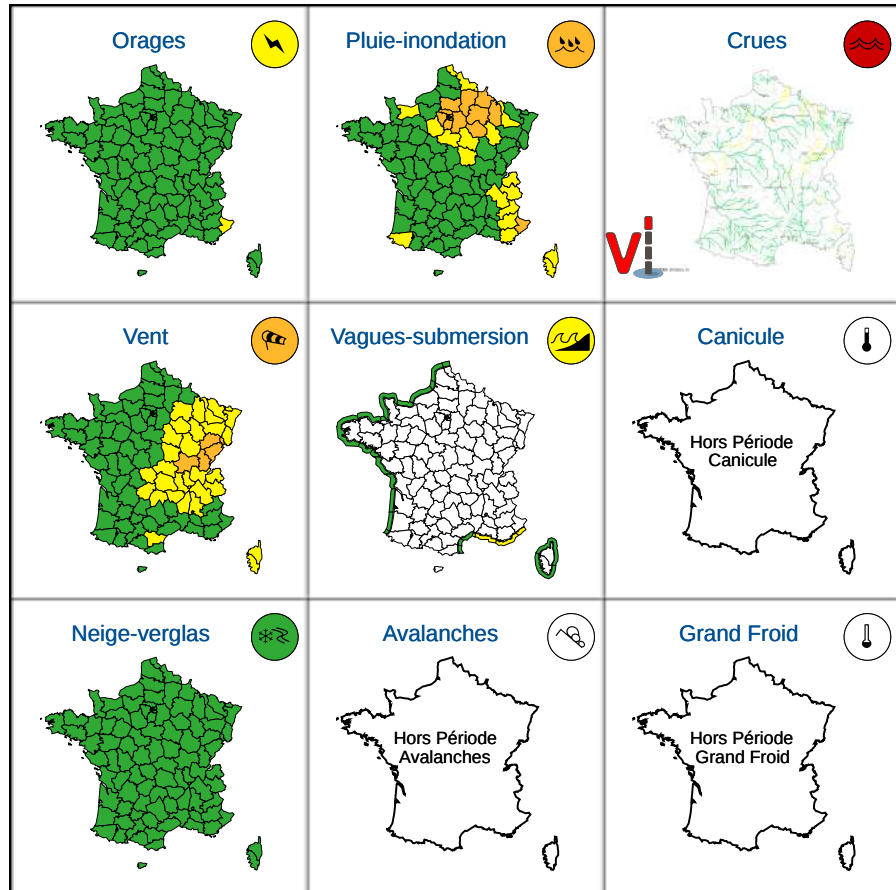 Orages
Pluie-inondation
Crues
Vi
Vent
Vagues-submersion
Canicule
Hors Période
Canicule
Neige-verglas
Avalanches
Grand Froid
Hors Période
Avalanches
Hors Période
Grand Froid